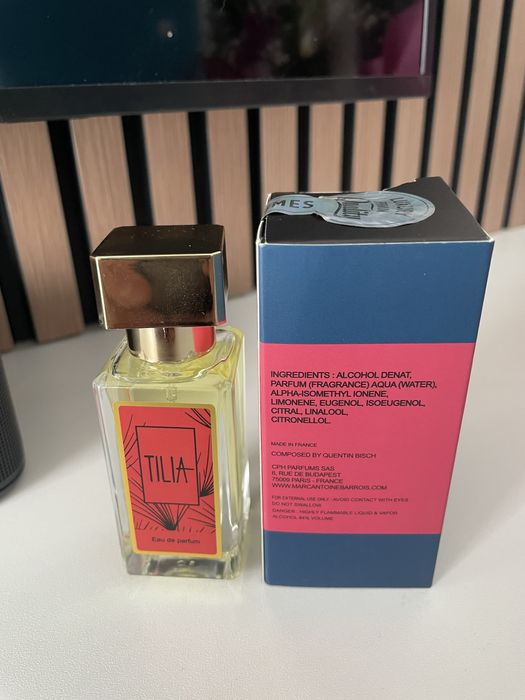 MES
TILIA
Eau de parfum
INGREDIENTS : ALCOHOL DENAT,
PARFUM (FRAGRANCE) AQUA (WATER),
ALPHA-ISOMETHYL IONENE,
LIMONENE, EUGENOL, ISOEUGENOL,
CITRAL, LINALOOL,
CITRONELLOL.
MADE IN FRANCE
COMPOSED BY QUENTIN BISCH
CPH PARFUMS SAS
8, RUE DE BUDAPEST
75009 PARIS - FRANCE
WWW.MARCANTOINEBARROIS.COM
FOR EXTERNAL USE ONLY - AVOID CONTACT WITH EYES
DO NOT SWALLOW
DANGER : HIGHLY FLAMMABLE LIQUID & VAPOR